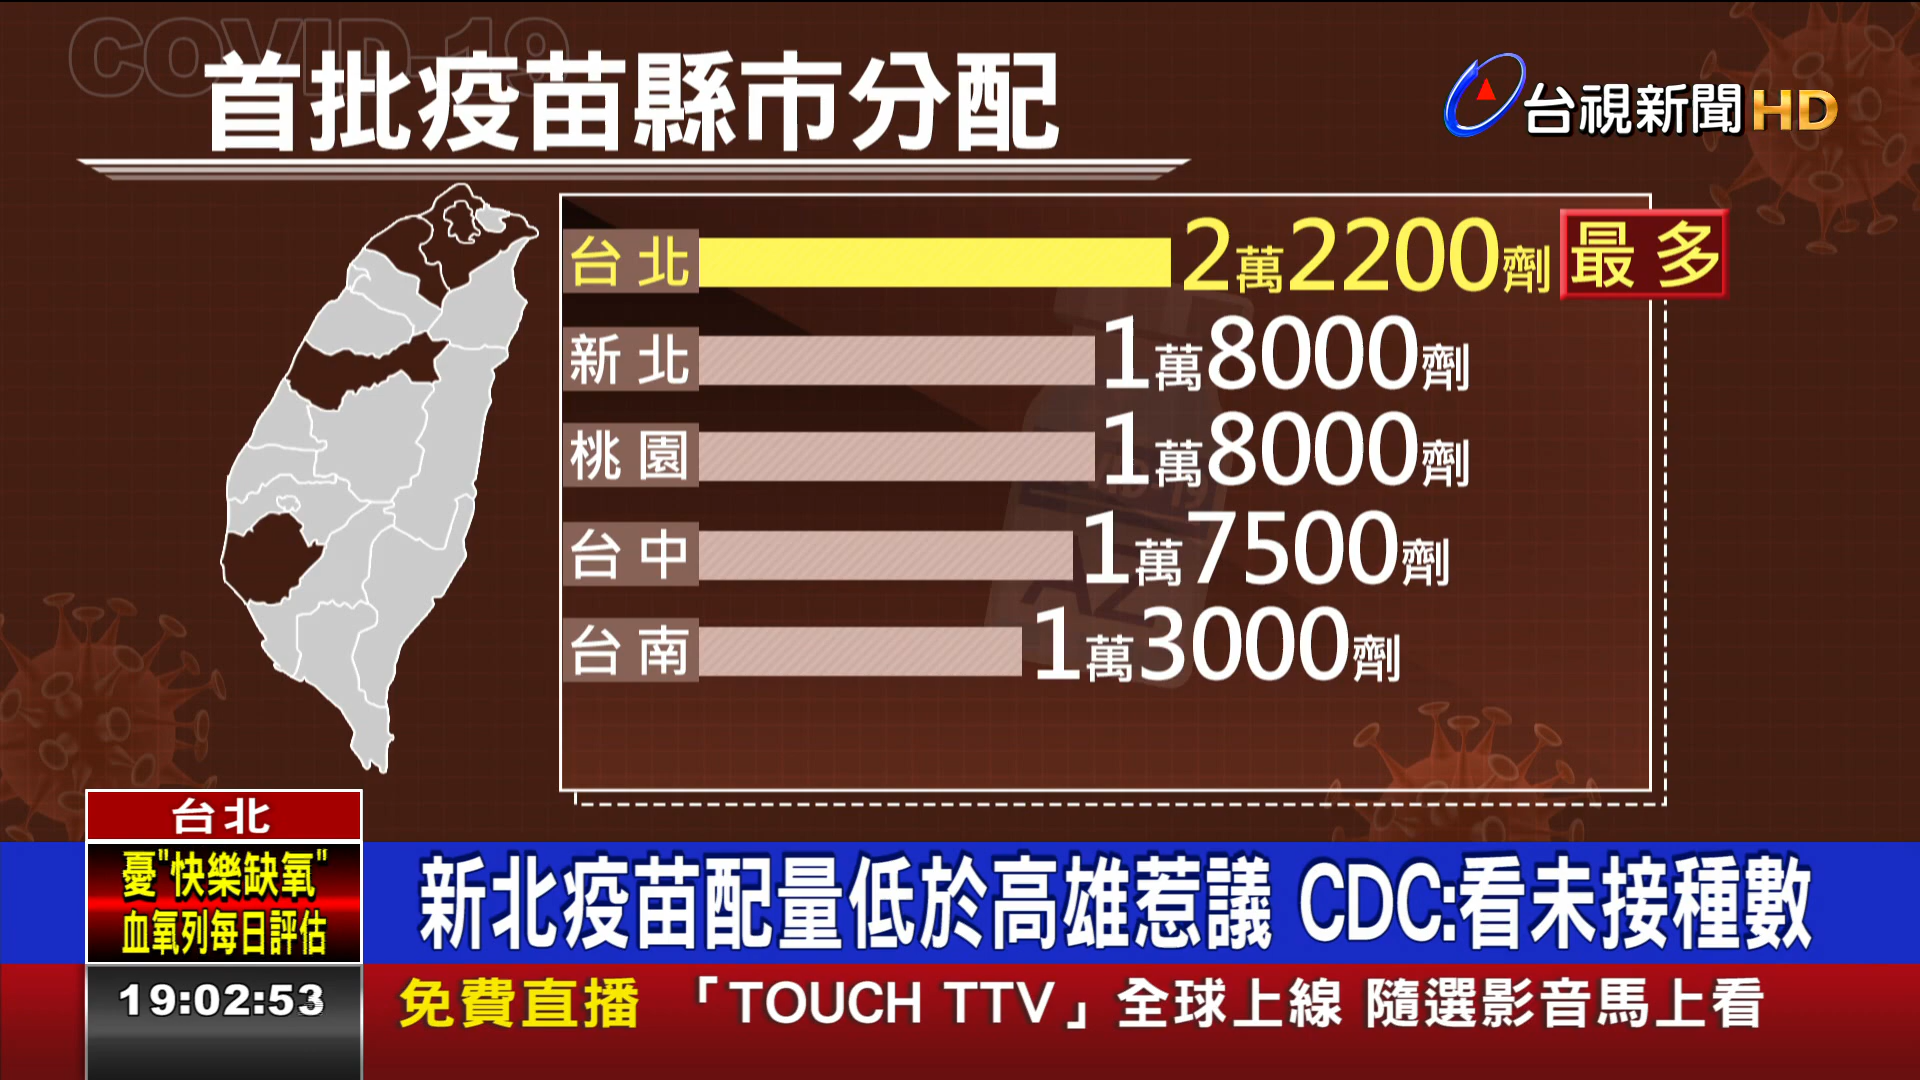 COVID-19
首批疫苗縣市分配
台視新聞HD
台北 2萬2200劑 最多
新北 1萬8000劑
桃園 1萬8000劑
台中 1萬7500劑
台南 1萬3000劑
台北
憂"快樂缺氧"
血氧列每日評估
新北疫苗配量低於高雄惹議 CDC:看未接種數
19:02:53
免費直播 「TOUCH TTV」全球上線 隨選影音馬上看